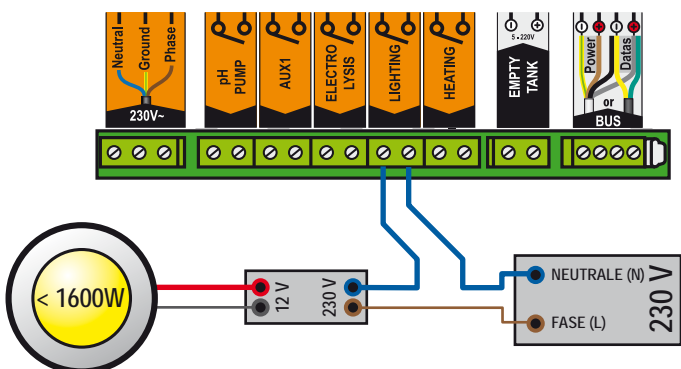 Neutral
Ground
Phase
230V~
pH
PUMP
AUX1
ELECTRO
LYSIS
LIGHTING
HEATING
5 - 220V
EMPTY
TANK
Power
Datas
or
BUS
< 1600W
12 V
230 V
NEUTRALE (N)
FASE (L)
230 V